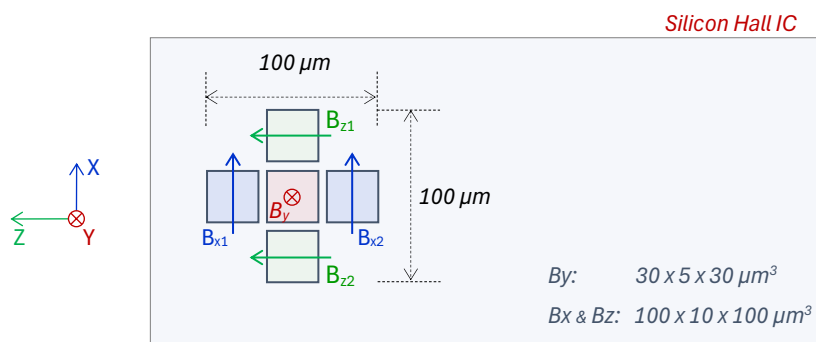 Silicon Hall IC
100 µm
Bz1
X
100 µm
By
Z
Y
Bx1
Bx2
Bz2
By: 30 x 5 x 30 µm³
Bx & Bz: 100 x 10 x 100 µm³